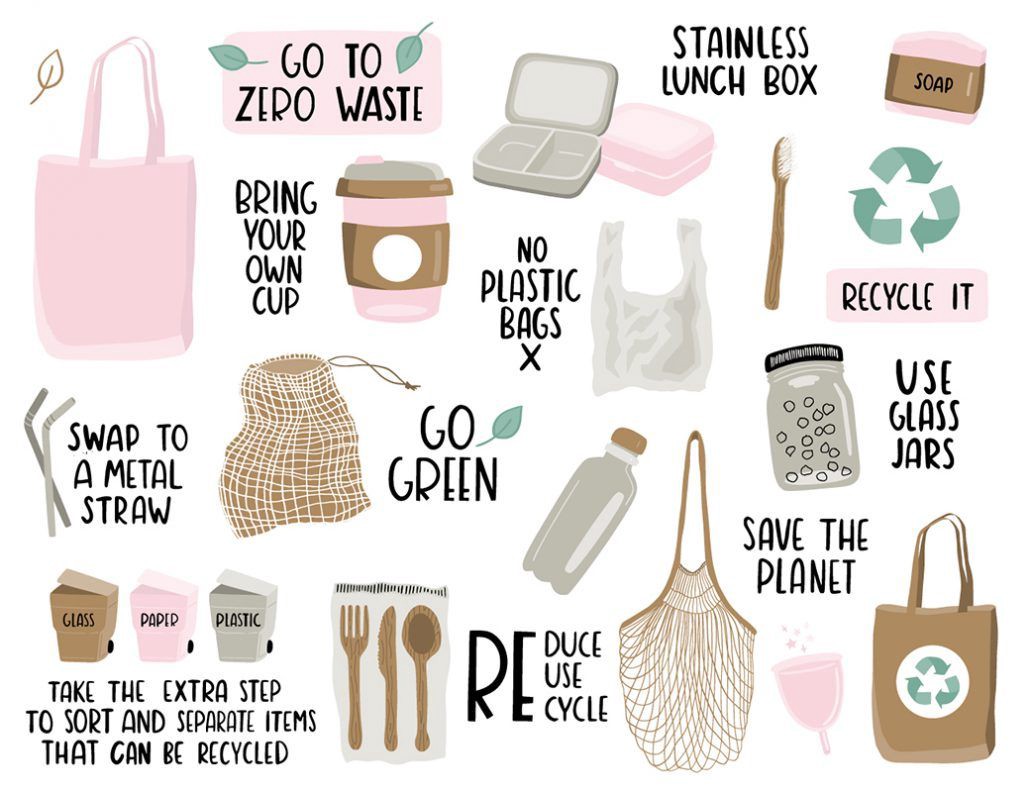 GO TO
ZERO WASTE
STAINLESS
LUNCH BOX
SOAP
BRING
YOUR
OWN
CUP
NO
PLASTIC
BAGS
X
RECYCLE IT
SWAP TO
A METAL
STRAW
GO
GREEN
USE
GLASS
JARS
SAVE THE
PLANET
GLASS
PAPER
PLASTIC
TAKE THE EXTRA STEP
TO SORT AND SEPARATE ITEMS
THAT CAN BE RECYCLED
RE
DUCE
USE
CYCLE